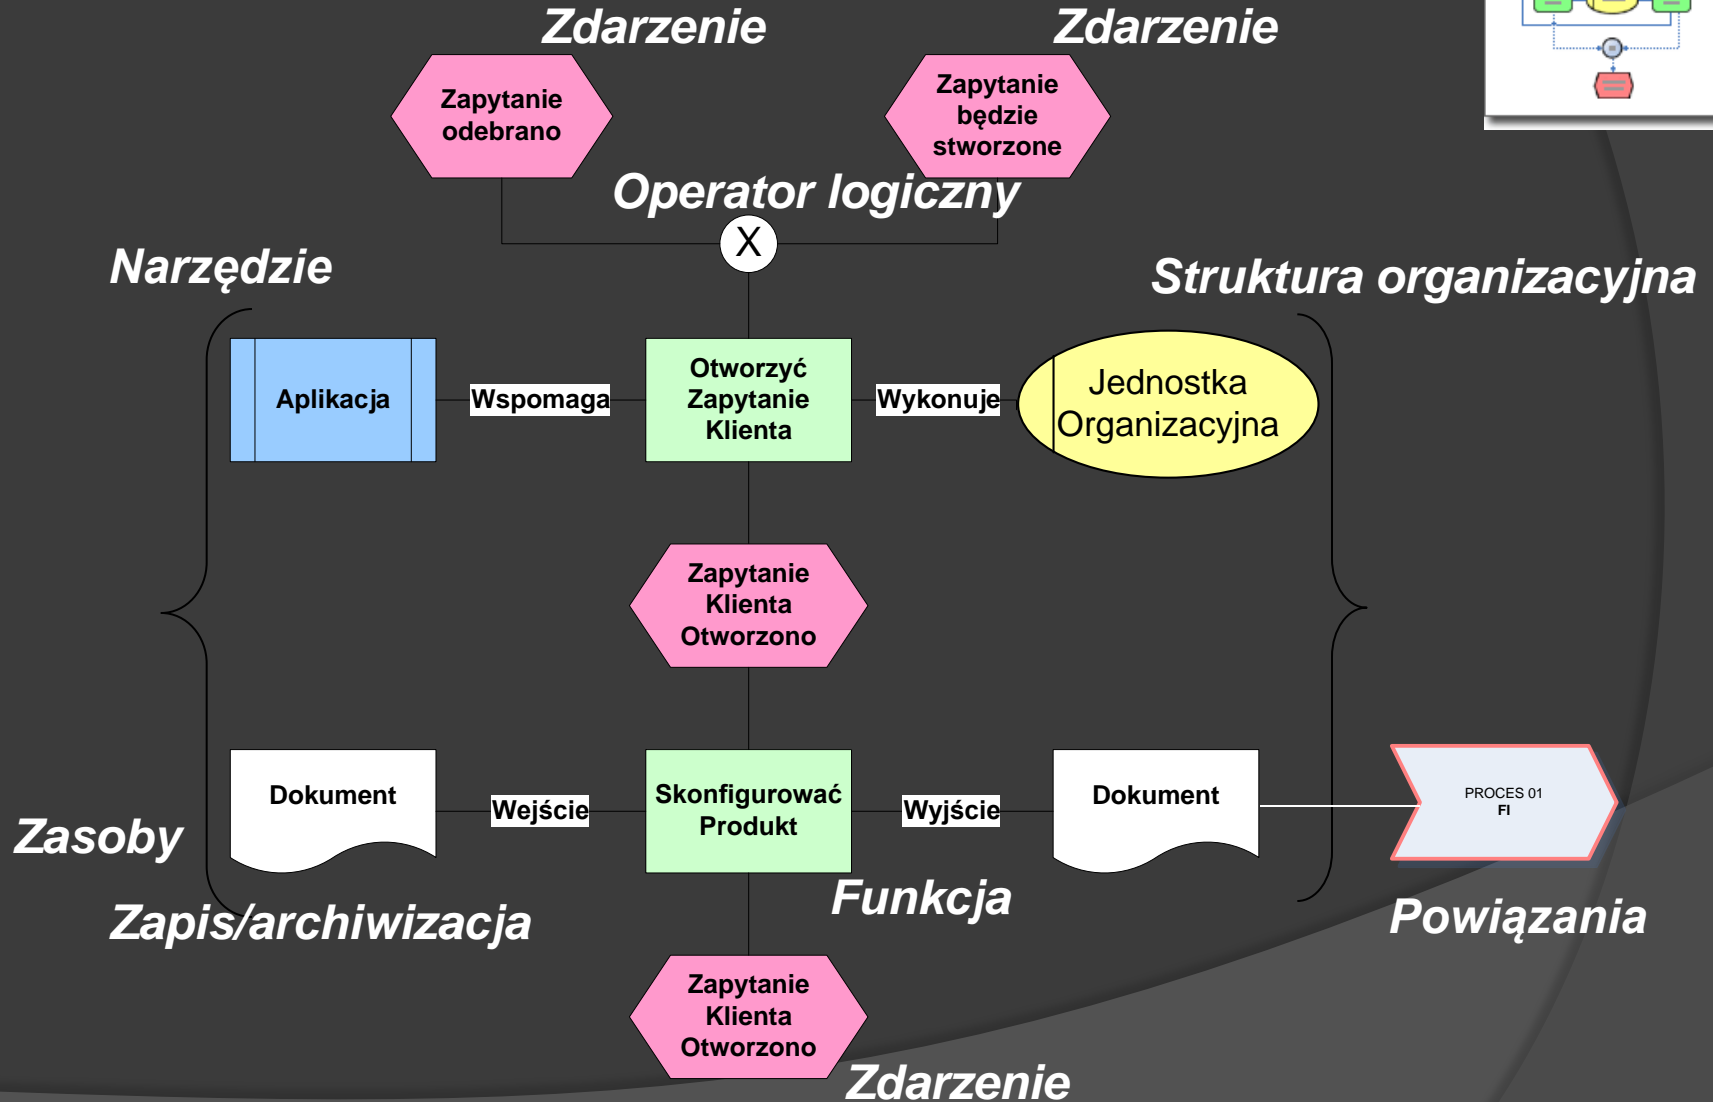 Zdarzenie
Zdarzenie
Zapytanie
odebrano
Zapytanie
będzie
stworzone
Operator logiczny
X
Narzędzie
Struktura organizacyjna
Aplikacja
Wspomaga
Otworzyć
Zapytanie
Klienta
Wykonuje
Jednostka
Organizacyjna
Zapytanie
Klienta
Otworzono
Dokument
Wejście
Skonfigurować
Produkt
Wyjście
Dokument
PROCES 01
FI
Zasoby
Funkcja
Zapis/archiwizacja
Powiązania
Zapytanie
Klienta
Otworzono
Zdarzenie